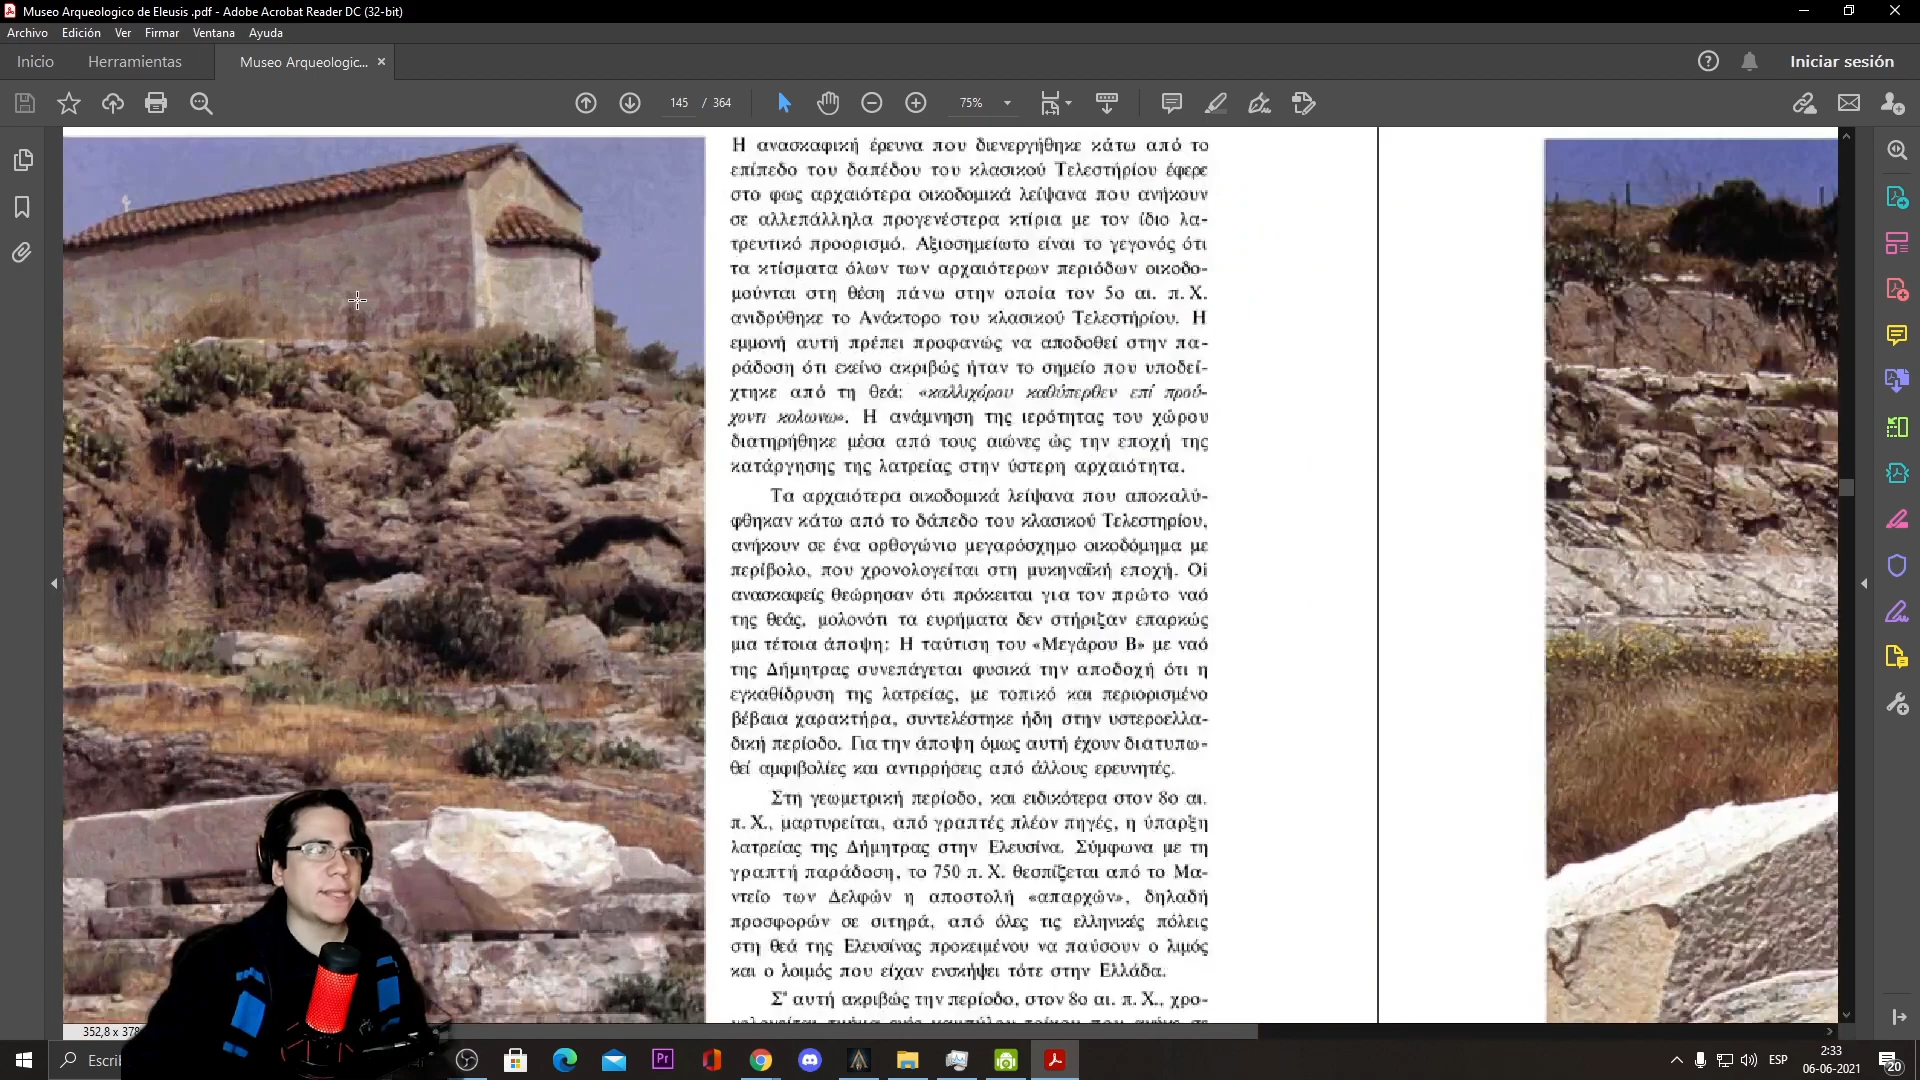 Museo Arqueologico de Eleusis .pdf - Adobe Acrobat Reader DC (32-bit)
Archivo Edición Ver Firmar Ventana Ayuda
Inicio Herramientas Museo Arqueologic... Iniciar sesión
145 / 364 75%
Η ανασκαφική έρευνα που διενεργήθηκε κάτω από το
επίπεδο του δαπέδου του κλασικού Τελεστήριου έφερε
στο φως αρχαιότερα οικοδομικά λείψανα που ανήκουν
σε αλλεπάλληλα προγενέστερα κτίρια με τον ίδιο λα-
τρευτικό προορισμό. Αξιοσημείωτο είναι το γεγονός ότι
τα κτίσματα όλων των αρχαιότερων περιόδων οικοδο-
μούνται στη θέση πάνω στην οποία τον 5ο αι. π.Χ.
ανιδρύθηκε το Ανάκτορο του κλασικού Τελεστήριου. Η
εμμονή αυτή πρέπει προφανώς να αποδοθεί στην πα-
ράδοση ότι εκείνο ακριβώς ήταν το σημείο που υποδεί-
χτηκε από τη θεά: «καλλιχόρου καθύπερθεν επί πρού-
χοντι κολωνω». Η ανάμνηση της ιερότητας του χώρου
διατηρήθηκε μέσα από τους αιώνες ώς την εποχή της
κατάργησης της λατρείας στην ύστερη αρχαιότητα.
Τα αρχαιότερα οικοδομικά λείψανα που αποκαλύ-
φθηκαν κάτω από το δάπεδο του κλασικού Τελεστηρίου,
ανήκουν σε ένα ορθογώνιο μεγαρόσχημο οικοδόμημα με
περίβολο, που χρονολογείται στη μυκηναϊκή εποχή. Οί
ανασκαφείς θεώρησαν ότι πρόκειται για τον πρώτο ναό
της θεάς, μολονότι τα ευρήματα δεν στήριξαν επαρκώς
μια τέτοια άποψη: Η ταύτιση του «Μεγάρου Β» με ναό
της Δήμητρας συνεπάγεται φυσικά την αποδοχή ότι η
εγκαθίδρυση της λατρείας, με τοπικό και περιορισμένο
βέβαια χαρακτήρα, συντελέστηκε ήδη στην υστεροελλα-
δική περίοδο. Για την άποψη όμως αυτή έχουν διατυπω-
θεί αμφιβολίες και αντιρρήσεις από άλλους ερευνητές.
Στη γεωμετρική περίοδο, και ειδικότερα στον 8ο αι.
π.Χ., μαρτυρείται, από γραπτές πλέον πηγές, η ύπαρξη
λατρείας της Δήμητρας στην Ελευσίνα. Σύμφωνα με τη
γραπτή παράδοση, το 750 π.Χ. θεσπίζεται από το Μα-
ντείο των Δελφών η αποστολή «απαρχών», δηλαδή
προσφορών σε σιτηρά, από όλες τις ελληνικές πόλεις
στη θεά της Ελευσίνας προκειμένου να παύσουν ο λιμός
και ο λοιμός που είχαν ενσκήψει τότε στην Ελλάδα.
Σ' αυτή ακριβώς την περίοδο, στον 8ο αι. π.Χ., χρο-
352,8 x 378
Escrib
Pr
ESP
2:33
06-06-2021
20